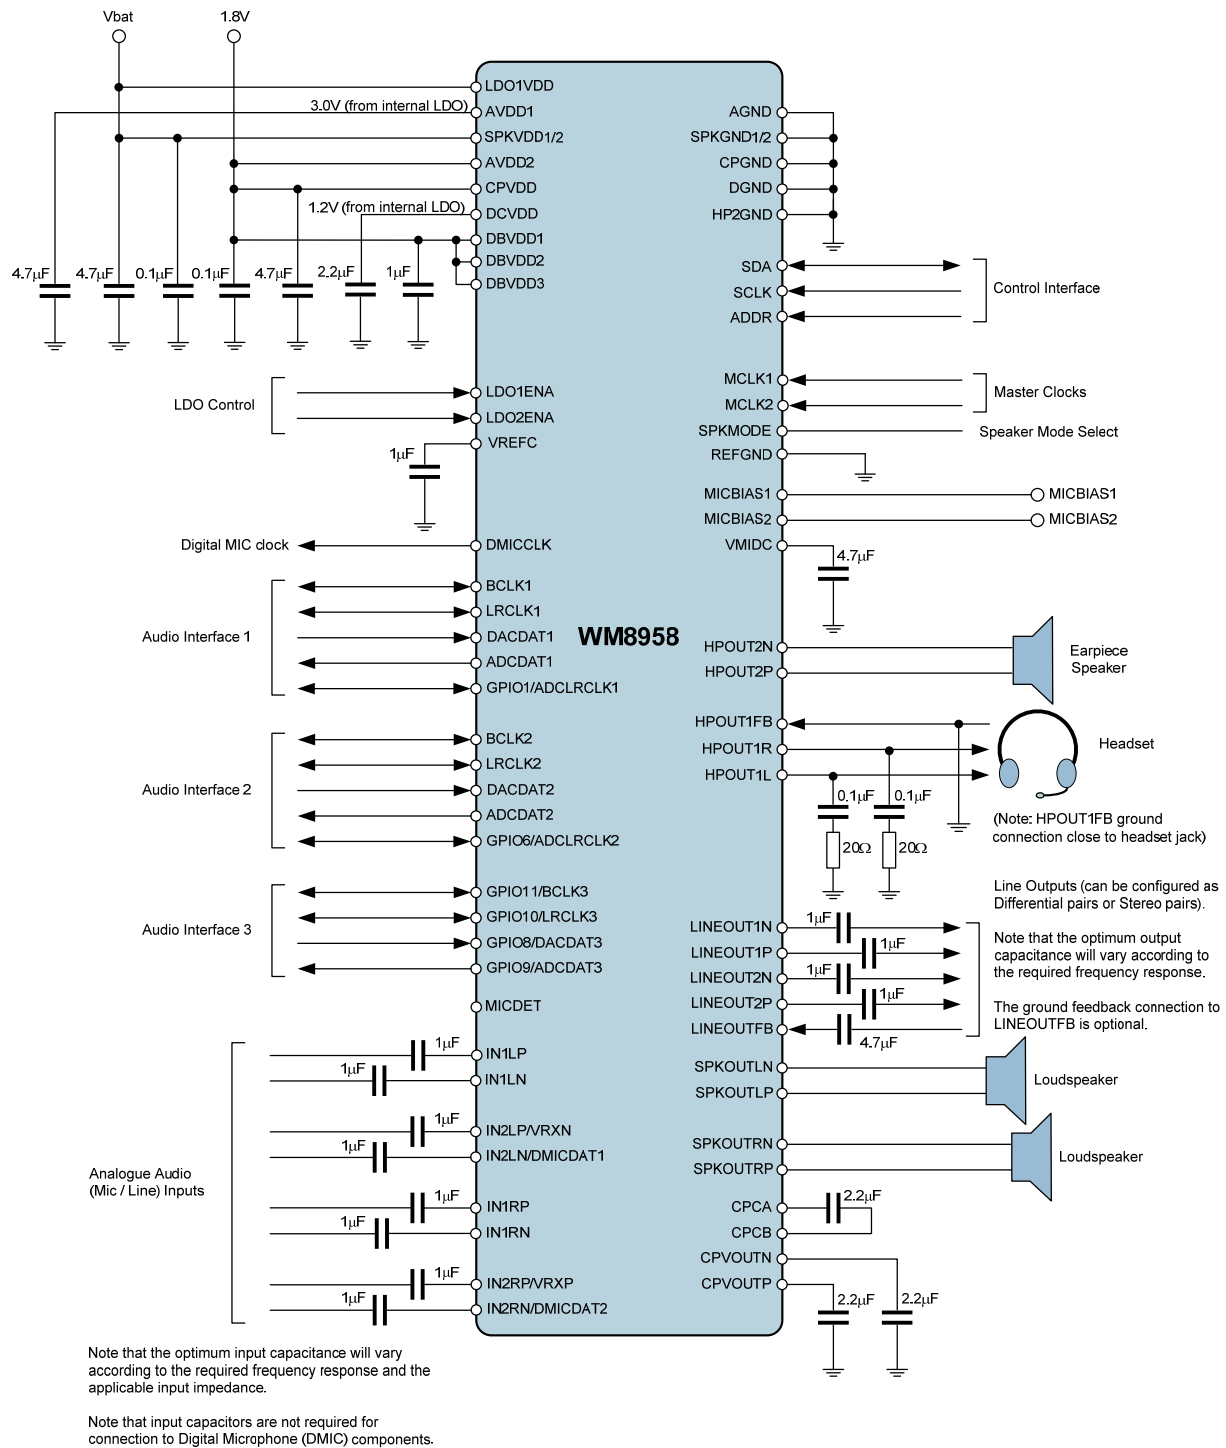 Vbat
1.8V
LDO1VDD
3.0V (from internal LDO)
AVDD1
SPKVDD1/2
AVDD2
CPVDD
1.2V (from internal LDO)
DCVDD
DBVDD1
DBVDD2
DBVDD3
4.7µF
4.7µF
0.1µF
0.1µF
4.7µF
2.2µF
1µF
LDO Control
LDO1ENA
LDO2ENA
VREFC
1µF
Digital MIC clock
DMICCLK
Audio Interface 1
BCLK1
LRCLK1
DACDAT1
ADCDAT1
GPIO1/ADCLRCLK1
Audio Interface 2
BCLK2
LRCLK2
DACDAT2
ADCDAT2
GPIO6/ADCLRCLK2
Audio Interface 3
GPIO11/BCLK3
GPIO10/LRCLK3
GPIO8/DACDAT3
GPIO9/ADCDAT3
MICDET
Analogue Audio
(Mic / Line) Inputs
1µF
IN1LP
1µF
IN1LN
1µF
IN2LP/VRXN
1µF
IN2LN/DMICDAT1
1µF
IN1RP
1µF
IN1RN
1µF
IN2RP/VRXP
1µF
IN2RN/DMICDAT2
Note that the optimum input capacitance will vary
according to the required frequency response and the
applicable input impedance.
Note that input capacitors are not required for
connection to Digital Microphone (DMIC) components.
WM8958
AGND
SPKGND1/2
CPGND
DGND
HP2GND
SDA
SCLK
ADDR
Control Interface
MCLK1
MCLK2
Master Clocks
SPKMODE
Speaker Mode Select
REFGND
MICBIAS1
MICBIAS1
MICBIAS2
MICBIAS2
VMIDC
4.7µF
HPOUT2N
HPOUT2P
Earpiece
Speaker
HPOUT1FB
HPOUT1R
HPOUT1L
Headset
0.1µF
0.1µF
20Ω
20Ω
(Note: HPOUT1FB ground
connection close to headset jack)
Line Outputs (can be configured as
Differential pairs or Stereo pairs).
Note that the optimum output
capacitance will vary according to
the required frequency response.
The ground feedback connection to
LINEOUTFB is optional.
LINEOUT1N
1µF
LINEOUT1P
1µF
LINEOUT2N
1µF
LINEOUT2P
1µF
LINEOUTFB
4.7µF
SPKOUTLN
SPKOUTLP
Loudspeaker
SPKOUTRN
SPKOUTRP
Loudspeaker
CPCA
2.2µF
CPCB
CPVOUTN
CPVOUTP
2.2µF
2.2µF